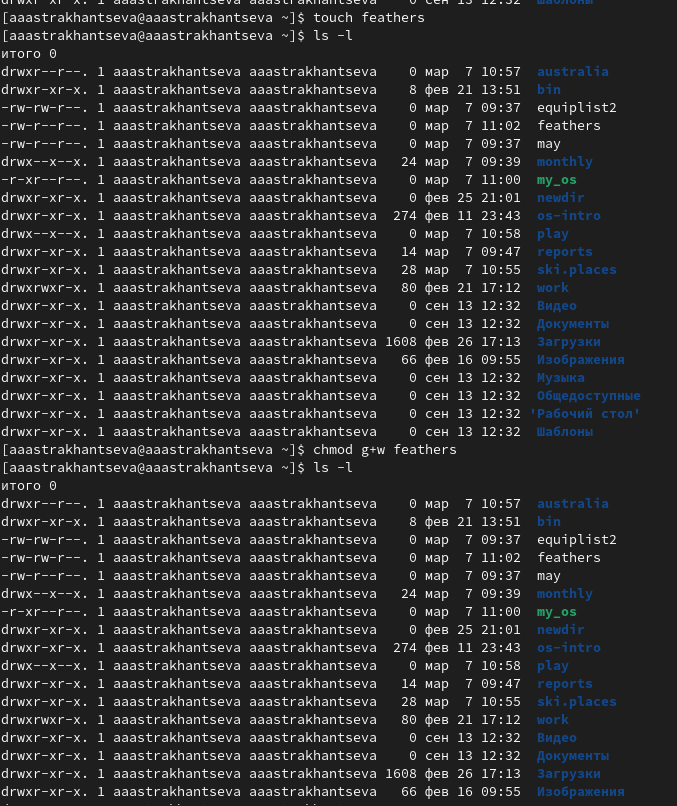 drwxr-xr-x. 1 aaastrakhantseva aaastrakhantseva    0 сен 13 12:32  Шаблоны
[aaastrakhantseva@aaastrakhantseva ~]$ touch feathers
[aaastrakhantseva@aaastrakhantseva ~]$ ls -l
итого 0
drwxr--r--. 1 aaastrakhantseva aaastrakhantseva    0 мар  7 10:57  australia
drwxr-xr-x. 1 aaastrakhantseva aaastrakhantseva    8 фев 21 13:51  bin
-rw-rw-r--. 1 aaastrakhantseva aaastrakhantseva    0 мар  7 09:37  equiplist2
-rw-r--r--. 1 aaastrakhantseva aaastrakhantseva    0 мар  7 11:02  feathers
-rw-r--r--. 1 aaastrakhantseva aaastrakhantseva    0 мар  7 09:37  may
drwx--x--x. 1 aaastrakhantseva aaastrakhantseva   24 мар  7 09:39  monthly
-r-xr--r--. 1 aaastrakhantseva aaastrakhantseva    0 мар  7 11:00  my_os
drwxr-xr-x. 1 aaastrakhantseva aaastrakhantseva    0 фев 25 21:01  newdir
drwxr-xr-x. 1 aaastrakhantseva aaastrakhantseva  274 фев 11 23:43  os-intro
drwx--x--x. 1 aaastrakhantseva aaastrakhantseva    0 мар  7 10:58  play
drwxr-xr-x. 1 aaastrakhantseva aaastrakhantseva   14 мар  7 09:47  reports
drwxr-xr-x. 1 aaastrakhantseva aaastrakhantseva   28 мар  7 10:55  ski.places
drwxrwxr-x. 1 aaastrakhantseva aaastrakhantseva   80 фев 21 17:12  work
drwxr-xr-x. 1 aaastrakhantseva aaastrakhantseva    0 сен 13 12:32  Видео
drwxr-xr-x. 1 aaastrakhantseva aaastrakhantseva    0 сен 13 12:32  Документы
drwxr-xr-x. 1 aaastrakhantseva aaastrakhantseva 1608 фев 26 17:13  Загрузки
drwxr-xr-x. 1 aaastrakhantseva aaastrakhantseva   66 фев 16 09:55  Изображения
drwxr-xr-x. 1 aaastrakhantseva aaastrakhantseva    0 сен 13 12:32  Музыка
drwxr-xr-x. 1 aaastrakhantseva aaastrakhantseva    0 сен 13 12:32  Общедоступные
drwxr-xr-x. 1 aaastrakhantseva aaastrakhantseva    0 сен 13 12:32 'Рабочий стол'
drwxr-xr-x. 1 aaastrakhantseva aaastrakhantseva    0 сен 13 12:32  Шаблоны
[aaastrakhantseva@aaastrakhantseva ~]$ chmod g+w feathers
[aaastrakhantseva@aaastrakhantseva ~]$ ls -l
итого 0
drwxr--r--. 1 aaastrakhantseva aaastrakhantseva    0 мар  7 10:57  australia
drwxr-xr-x. 1 aaastrakhantseva aaastrakhantseva    8 фев 21 13:51  bin
-rw-rw-r--. 1 aaastrakhantseva aaastrakhantseva    0 мар  7 09:37  equiplist2
-rw-rw-r--. 1 aaastrakhantseva aaastrakhantseva    0 мар  7 11:02  feathers
-rw-r--r--. 1 aaastrakhantseva aaastrakhantseva    0 мар  7 09:37  may
drwx--x--x. 1 aaastrakhantseva aaastrakhantseva   24 мар  7 09:39  monthly
-r-xr--r--. 1 aaastrakhantseva aaastrakhantseva    0 мар  7 11:00  my_os
drwxr-xr-x. 1 aaastrakhantseva aaastrakhantseva    0 фев 25 21:01  newdir
drwxr-xr-x. 1 aaastrakhantseva aaastrakhantseva  274 фев 11 23:43  os-intro
drwx--x--x. 1 aaastrakhantseva aaastrakhantseva    0 мар  7 10:58  play
drwxr-xr-x. 1 aaastrakhantseva aaastrakhantseva   14 мар  7 09:47  reports
drwxr-xr-x. 1 aaastrakhantseva aaastrakhantseva   28 мар  7 10:55  ski.places
drwxrwxr-x. 1 aaastrakhantseva aaastrakhantseva   80 фев 21 17:12  work
drwxr-xr-x. 1 aaastrakhantseva aaastrakhantseva    0 сен 13 12:32  Видео
drwxr-xr-x. 1 aaastrakhantseva aaastrakhantseva    0 сен 13 12:32  Документы
drwxr-xr-x. 1 aaastrakhantseva aaastrakhantseva 1608 фев 26 17:13  Загрузки
drwxr-xr-x. 1 aaastrakhantseva aaastrakhantseva   66 фев 16 09:55  Изображения